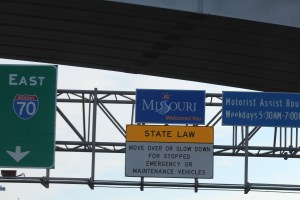 EAST
INTERSTATE
70
MISSOURI
Welcomes You
STATE LAW
MOVE OVER OR SLOW DOWN
FOR STOPPED
EMERGENCY OR
MAINTENANCE VEHICLES
Motorist Assist Rou
Weekdays 5:30AM-7:00